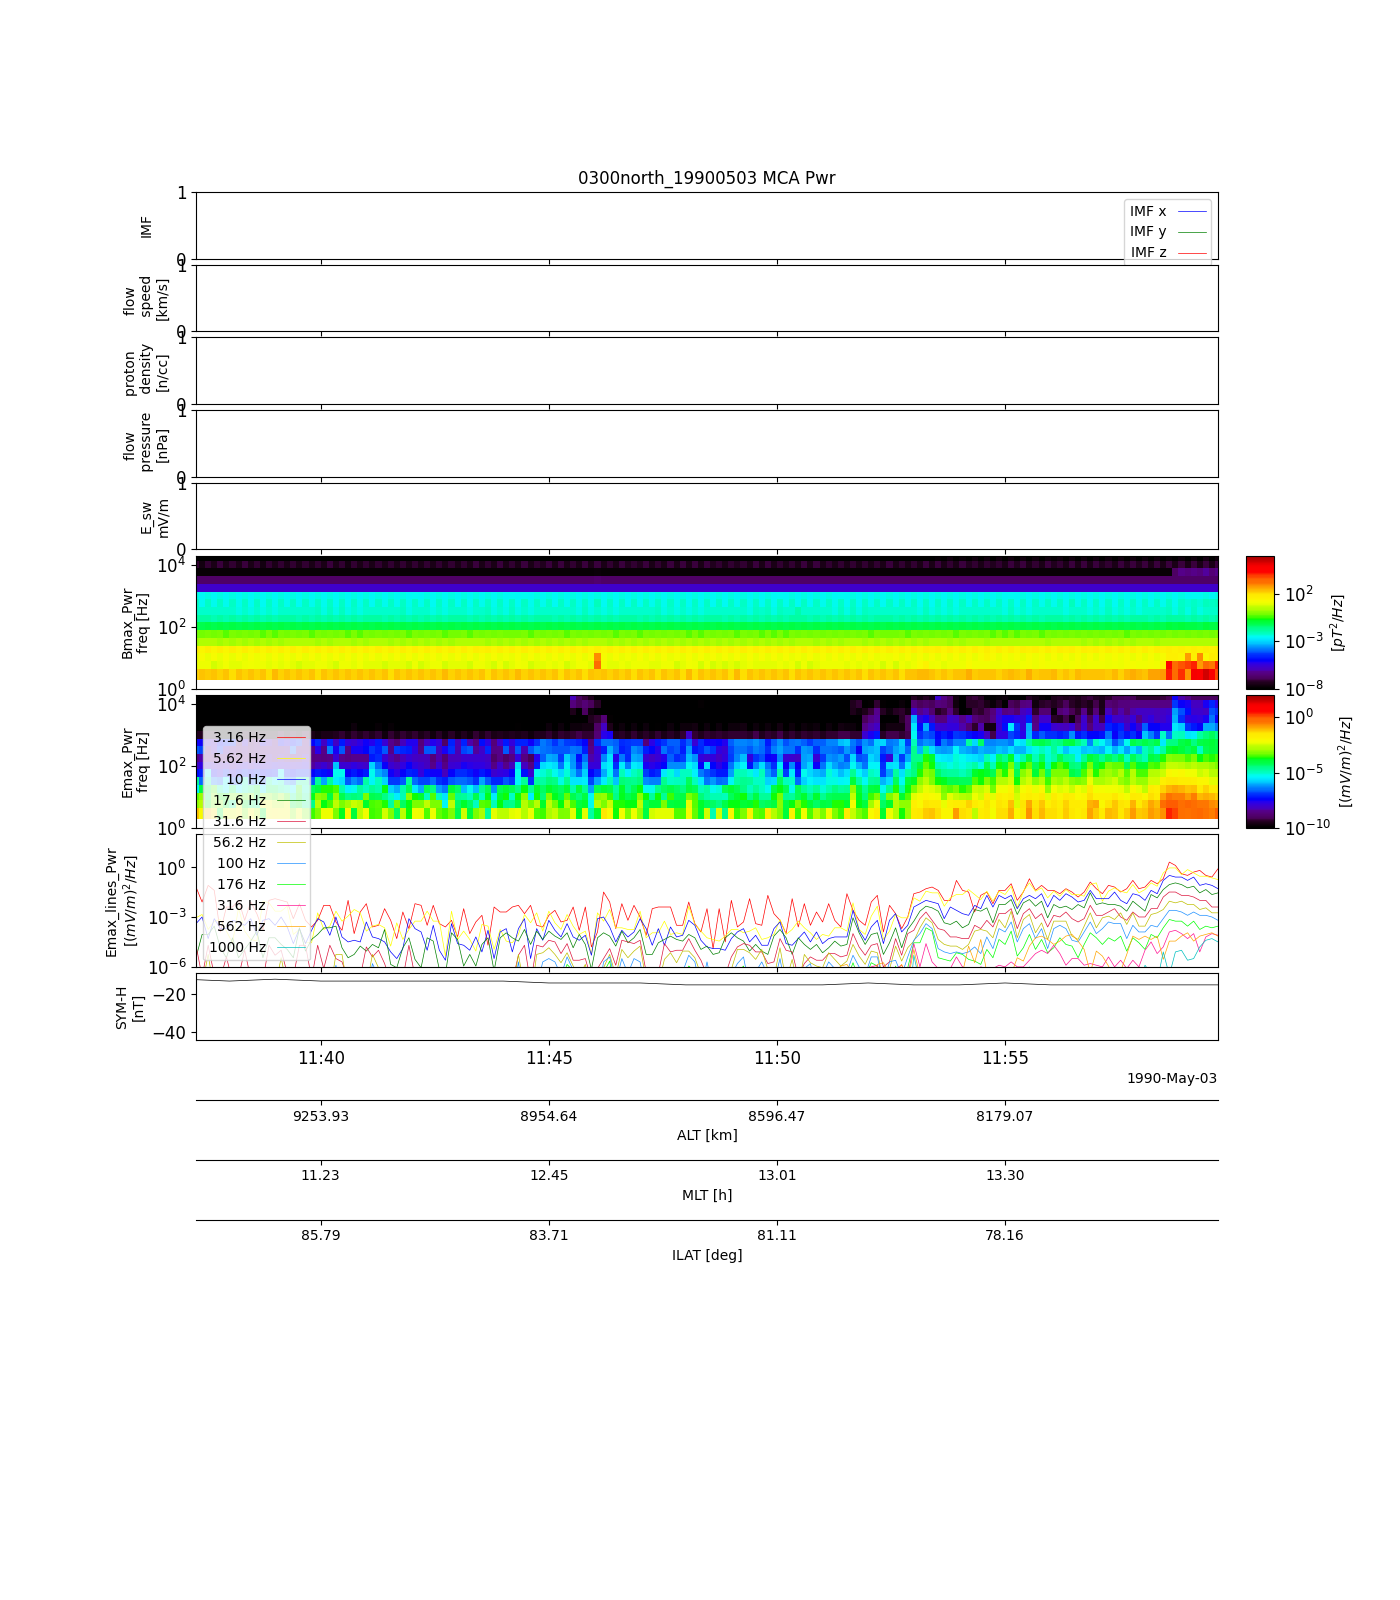 0300north_19900503 MCA Pwr
1
IMF
0
IMF x
IMF y
IMF z
1
flow
speed
[km/s]
0
1
proton
density
[n/cc]
0
1
flow
pressure
[nPa]
0
1
E_sw
mV/m
0
10^4
10^2
10^0
Bmax_Pwr
freq [Hz]
10^2
10^-3
10^-8
[pT^2/Hz]
10^4
10^2
10^0
Emax_Pwr
freq [Hz]
10^0
10^-5
10^-10
[(mV/m)^2/Hz]
3.16 Hz
5.62 Hz
10 Hz
17.6 Hz
31.6 Hz
56.2 Hz
100 Hz
176 Hz
316 Hz
562 Hz
1000 Hz
10^0
10^-3
10^-6
Emax_lines_Pwr
[(mV/m)^2/Hz]
SYM-H
[nT]
−20
−40
11:40 11:45 11:50 11:55
1990-May-03
9253.93 8954.64 8596.47 8179.07
ALT [km]
11.23 12.45 13.01 13.30
MLT [h]
85.79 83.71 81.11 78.16
ILAT [deg]